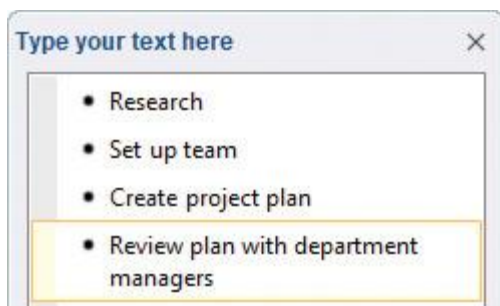 Type your text here
• Research
• Set up team
• Create project plan
• Review plan with department
managers